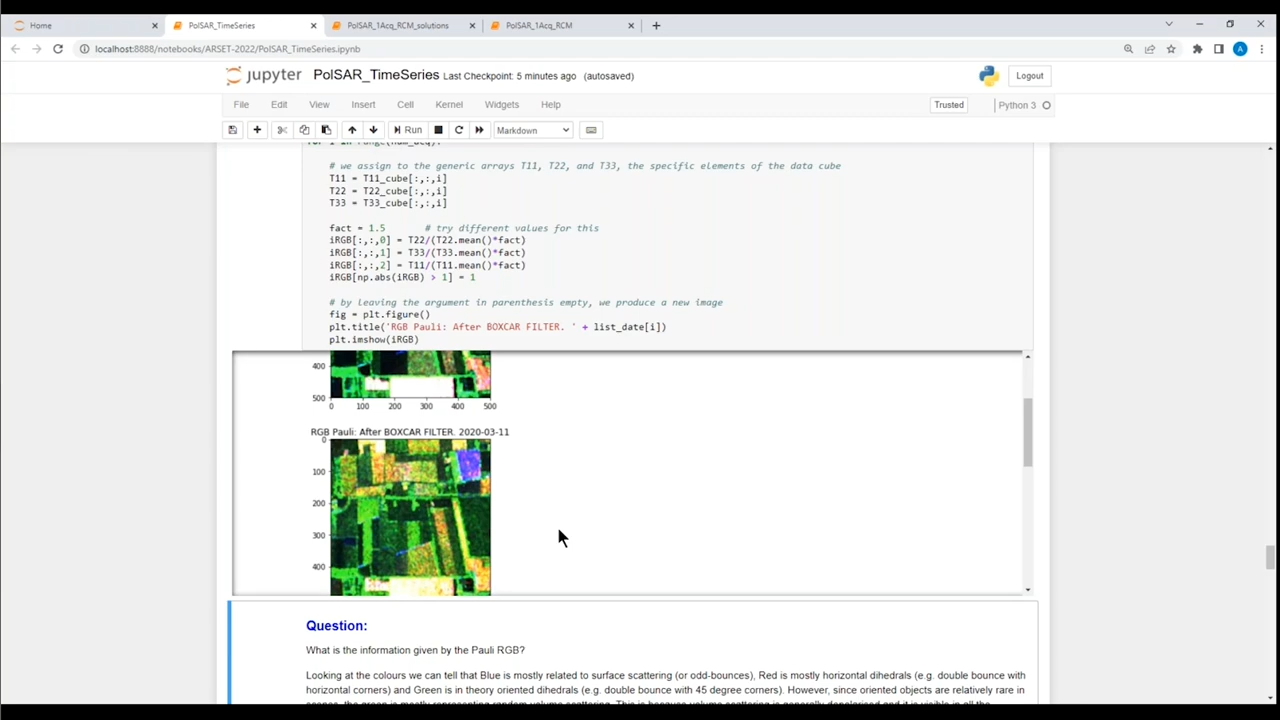 Home
PolSAR_TimeSeries
PolSAR_1Acq_RCM_solutions
PolSAR_1Acq_RCM
localhost:8888/notebooks/ARSET-2022/PolSAR_TimeSeries.ipynb
A
jupyter PolSAR_TimeSeries Last Checkpoint: 5 minutes ago (autosaved)
Logout
File Edit View Insert Cell Kernel Widgets Help
Trusted
Python 3
Run
Markdown
for i in range(num_acq):
# we assign to the generic arrays T11, T22, and T33, the specific elements of the data cube
T11 = T11_cube[:,:,i]
T22 = T22_cube[:,:,i]
T33 = T33_cube[:,:,i]
fact = 1.5 # try different values for this
iRGB[:,:,0] = T22/(T22.mean()*fact)
iRGB[:,:,1] = T33/(T33.mean()*fact)
iRGB[:,:,2] = T11/(T11.mean()*fact)
iRGB[np.abs(iRGB) > 1] = 1
# by leaving the argument in parenthesis empty, we produce a new image
fig = plt.figure()
plt.title('RGB Pauli: After BOXCAR FILTER. ' + list_date[i])
plt.imshow(iRGB)
400
500
0 100 200 300 400 500
RGB Pauli: After BOXCAR FILTER. 2020-03-11
0
100
200
300
400
Question:
What is the information given by the Pauli RGB?
Looking at the colours we can tell that Blue is mostly related to surface scattering (or odd-bounces), Red is mostly horizontal dihedrals (e.g. double bounce with
horizontal corners) and Green is in theory oriented dihedrals (e.g. double bounce with 45 degree corners). However, since oriented objects are relatively rare in